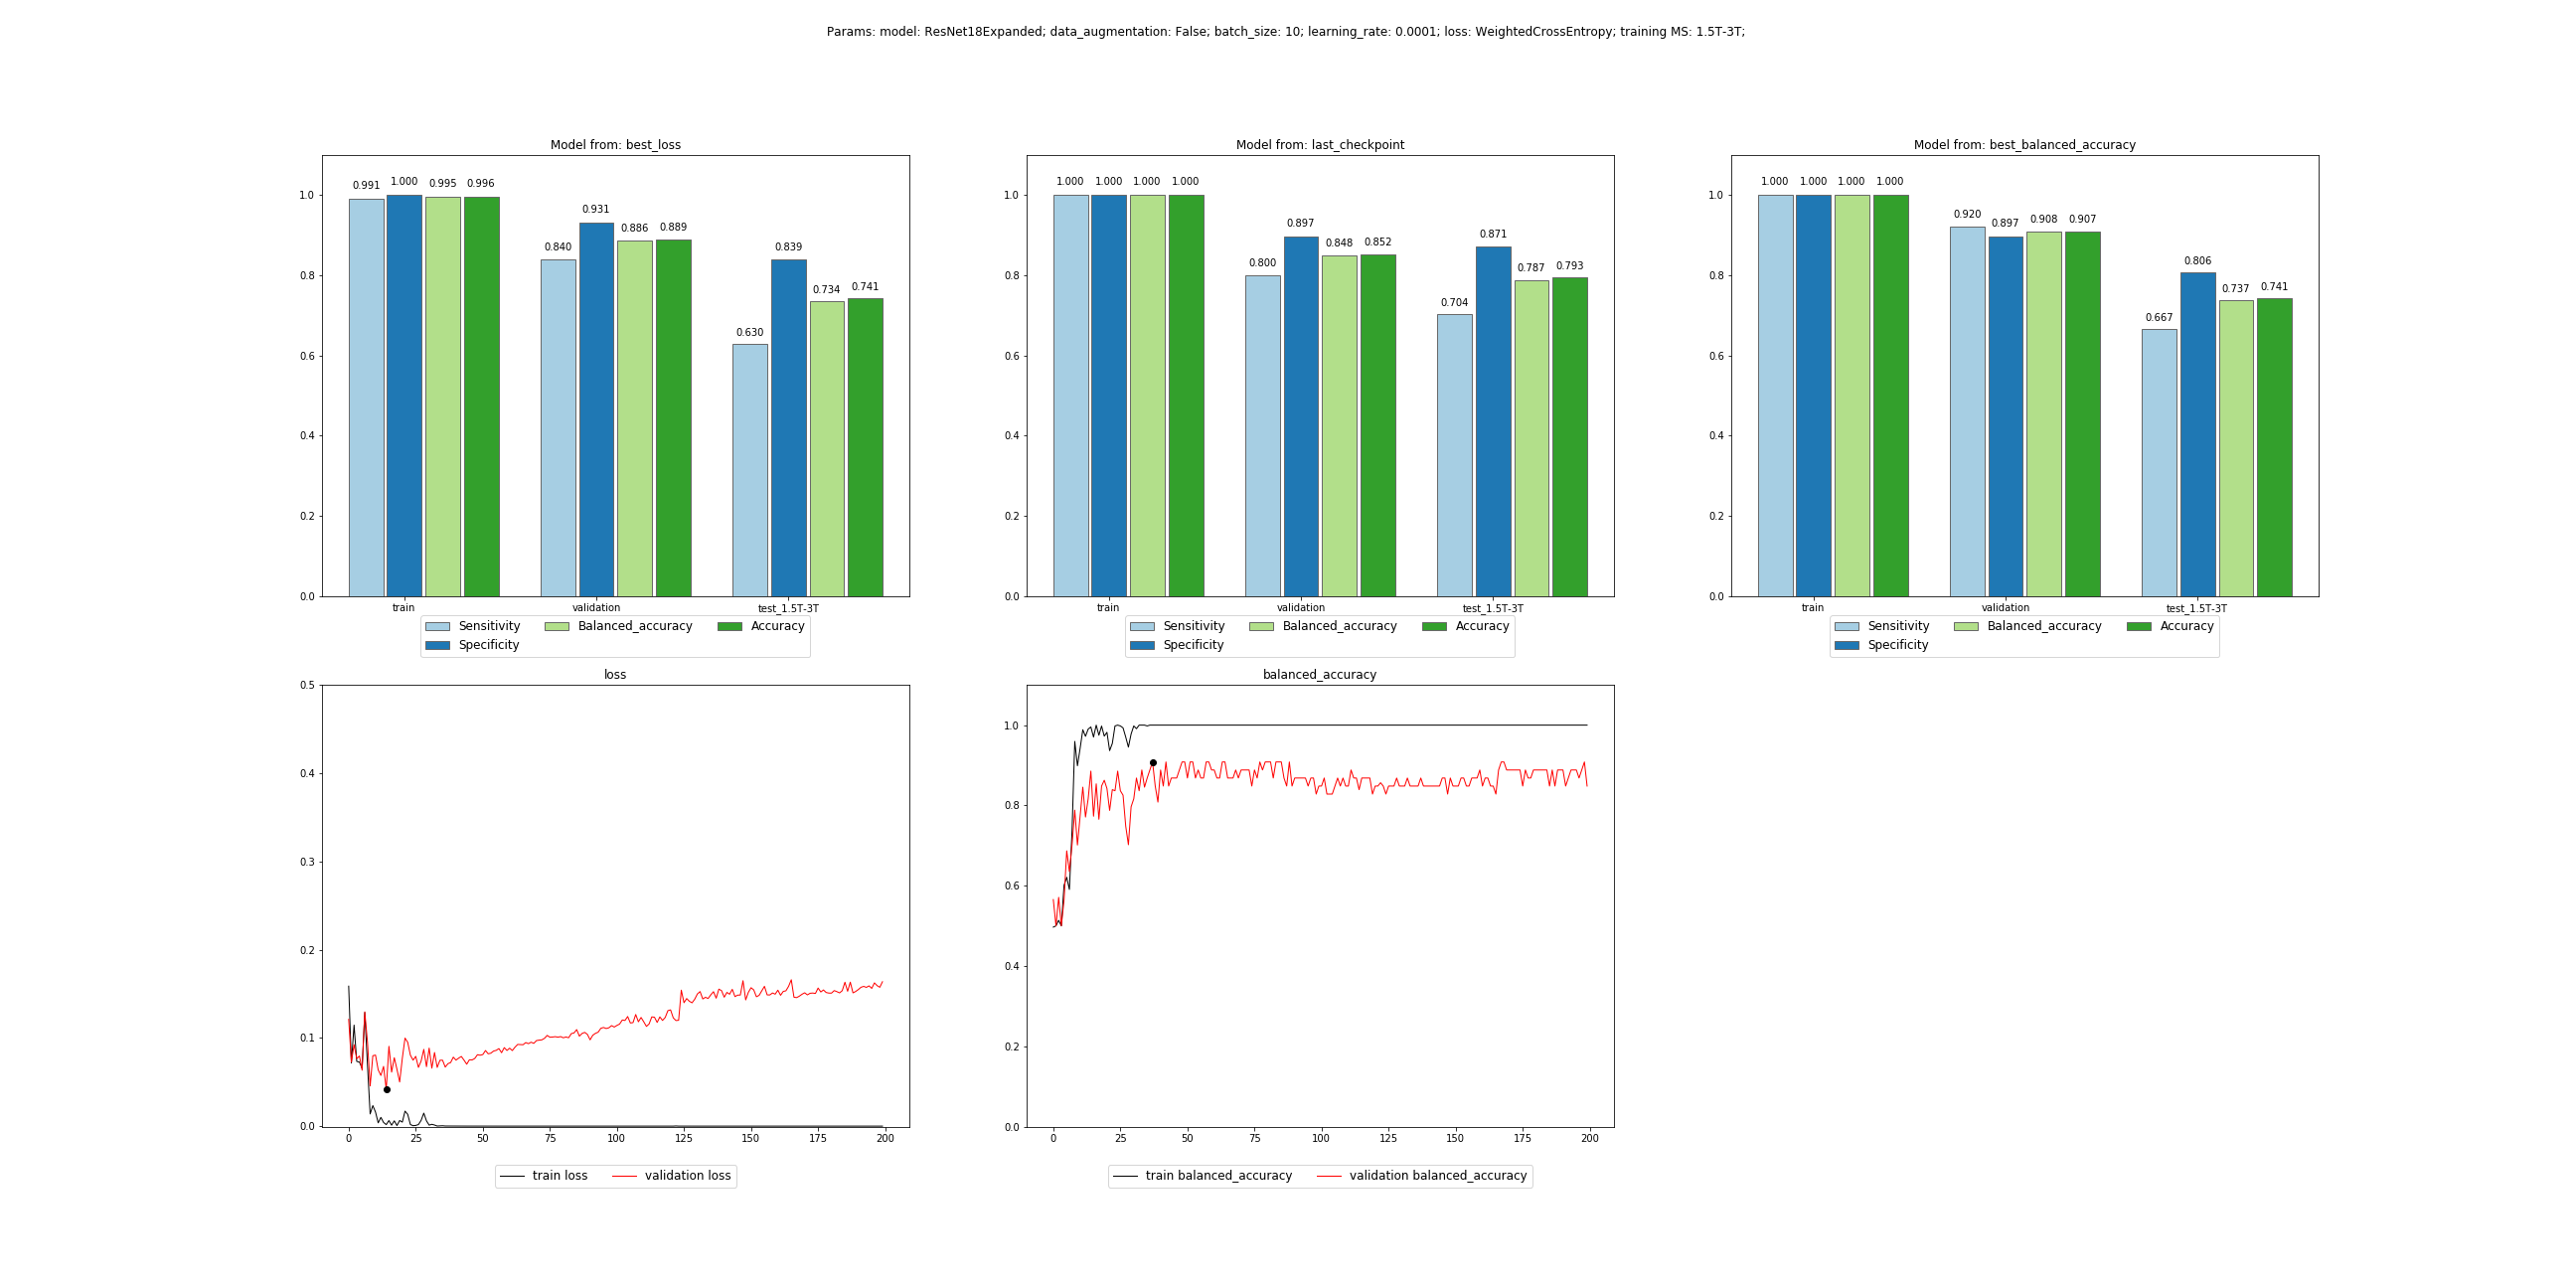 Params: model: ResNet18Expanded; data_augmentation: False; batch_size: 10; learning_rate: 0.0001; loss: WeightedCrossEntropy; training MS: 1.5T-3T;
Model from: best_loss
1.0
0.8
0.6
0.4
0.2
0.0
0.991 1.000 0.995 0.996
0.840 0.931 0.886 0.889
0.630 0.839 0.734 0.741
train validation test_1.5T-3T
Sensitivity Balanced_accuracy Accuracy
Specificity
Model from: last_checkpoint
1.0
0.8
0.6
0.4
0.2
0.0
1.000 1.000 1.000 1.000
0.800 0.897 0.848 0.852
0.704 0.871 0.787 0.793
train validation test_1.5T-3T
Sensitivity Balanced_accuracy Accuracy
Specificity
Model from: best_balanced_accuracy
1.0
0.8
0.6
0.4
0.2
0.0
1.000 1.000 1.000 1.000
0.920 0.897 0.908 0.907
0.667 0.806 0.737 0.741
train validation test_1.5T-3T
Sensitivity Balanced_accuracy Accuracy
Specificity
loss
0.5
0.4
0.3
0.2
0.1
0.0
0 25 50 75 100 125 150 175 200
train loss validation loss
balanced_accuracy
1.0
0.8
0.6
0.4
0.2
0.0
0 25 50 75 100 125 150 175 200
train balanced_accuracy validation balanced_accuracy